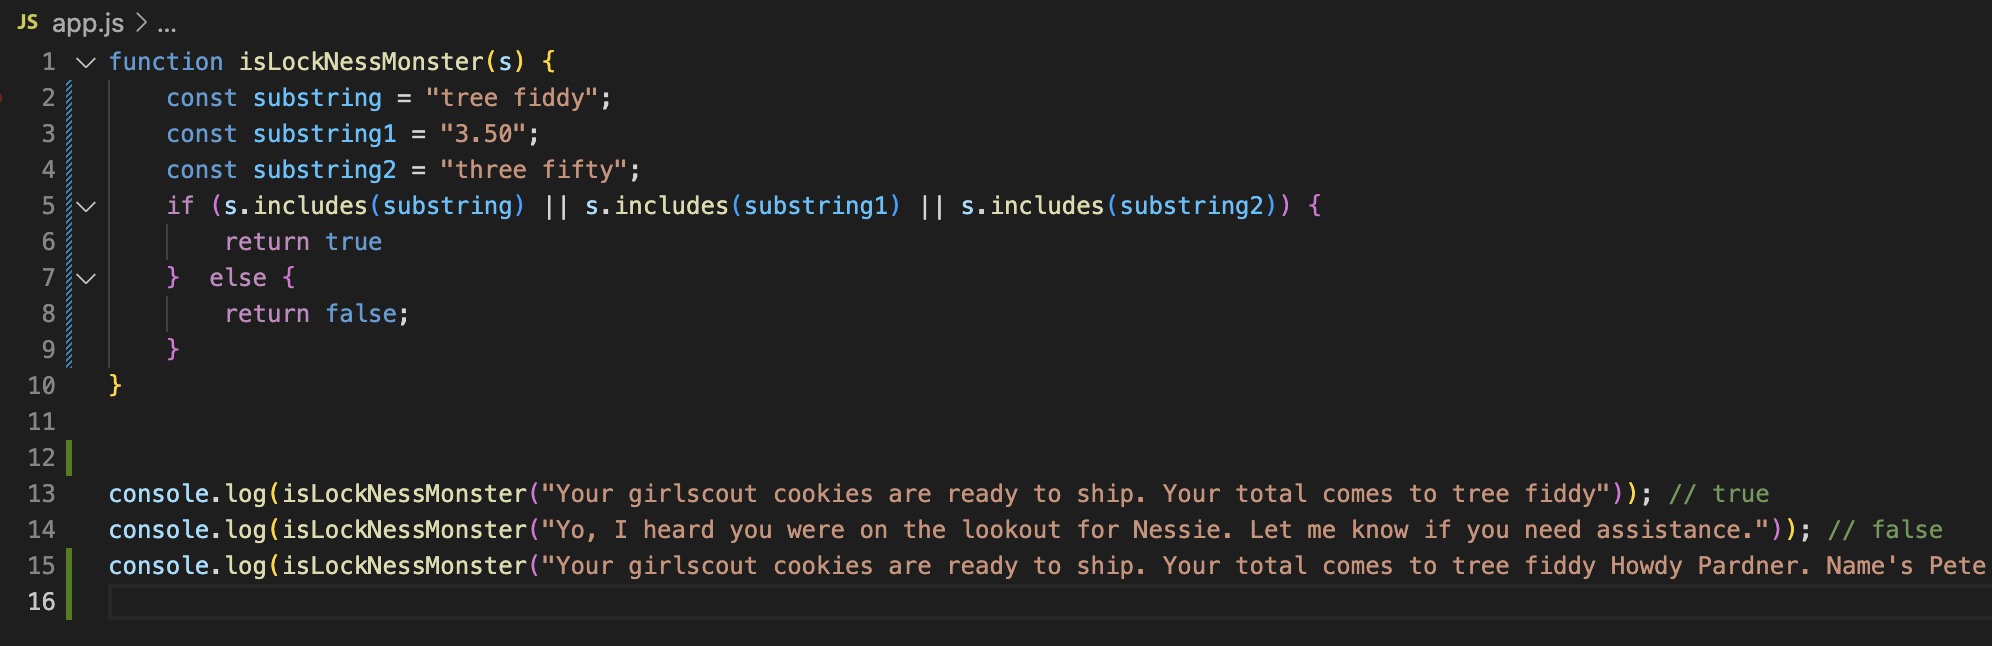 JS app.js > ...
1 function isLockNessMonster(s) {
2 const substring = "tree fiddy";
3 const substring1 = "3.50";
4 const substring2 = "three fifty";
5 if (s.includes(substring) || s.includes(substring1) || s.includes(substring2)) {
6 return true
7 } else {
8 return false;
9 }
10 }
11
12
13 console.log(isLockNessMonster("Your girlscout cookies are ready to ship. Your total comes to tree fiddy")); // true
14 console.log(isLockNessMonster("Yo, I heard you were on the lookout for Nessie. Let me know if you need assistance.")); // false
15 console.log(isLockNessMonster("Your girlscout cookies are ready to ship. Your total comes to tree fiddy Howdy Pardner. Name's Pete
16